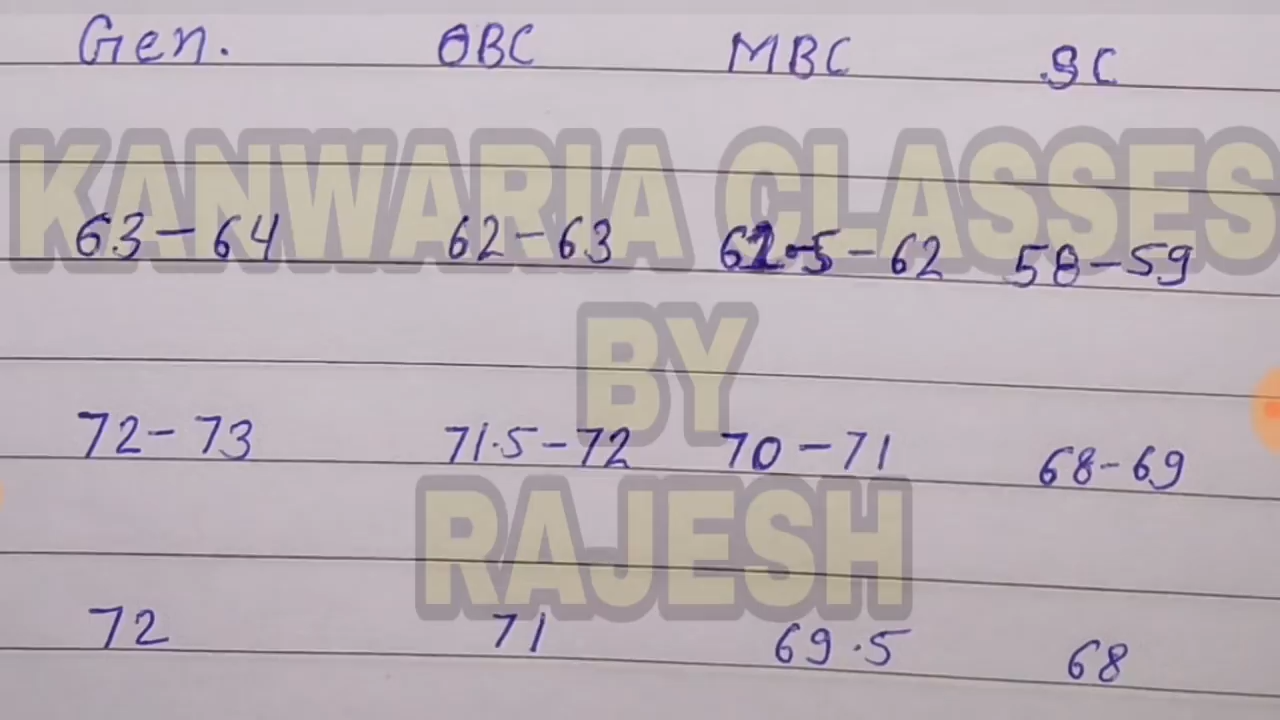 Gen. OBC MBC SC
KANWARIA CLASSES
63-64 62-63 61.5-62 58-59
BY
72-73 71.5-72 70-71 68-69
RAJESH
72 71 69.5 68